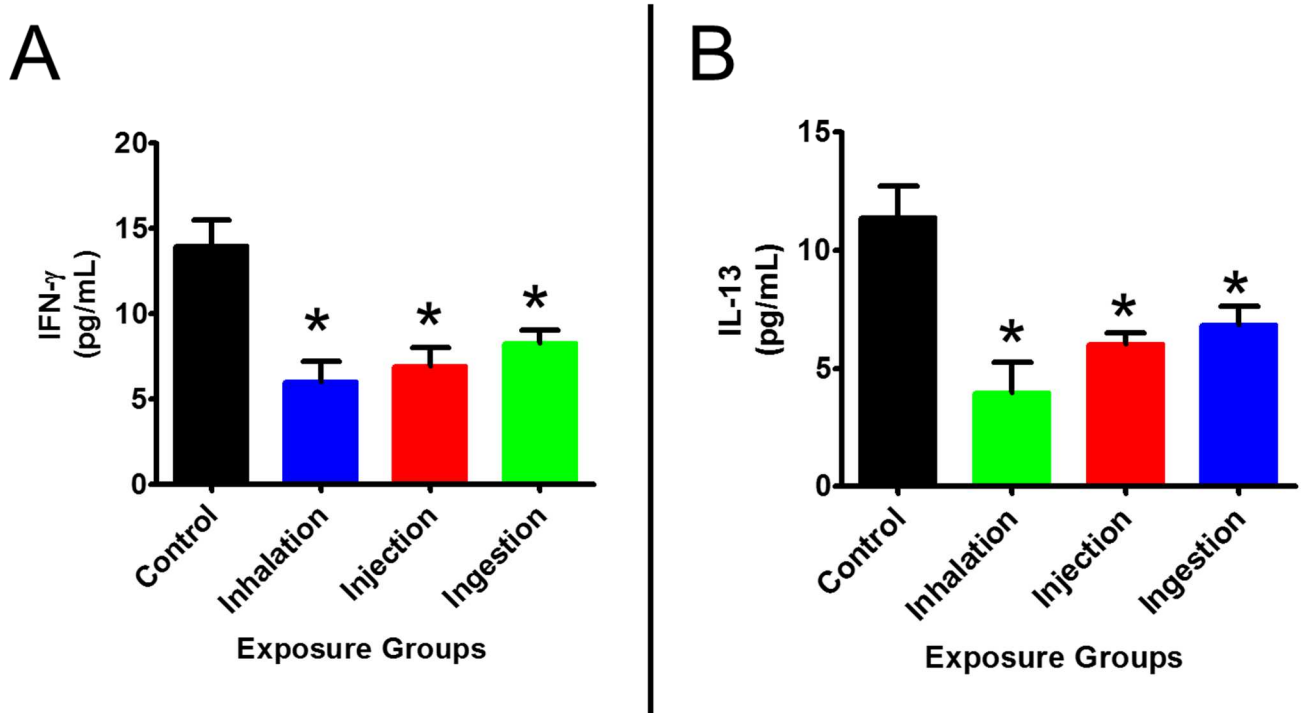 A
20
15
10
5
0
IFN-γ
(pg/mL)
*
*
*
Control
Inhalation
Injection
Ingestion
Exposure Groups
B
15
10
5
0
IL-13
(pg/mL)
*
*
*
Control
Inhalation
Injection
Ingestion
Exposure Groups